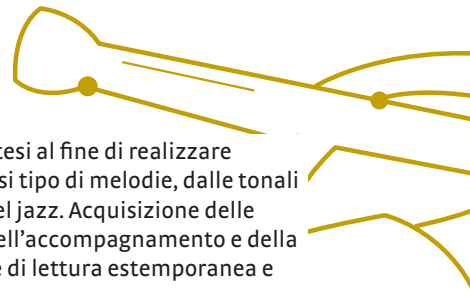 tesi al fine di realizzare
si tipo di melodie, dalle tonali
el jazz. Acquisizione delle
ell’accompagnamento e della
e di lettura estemporanea e